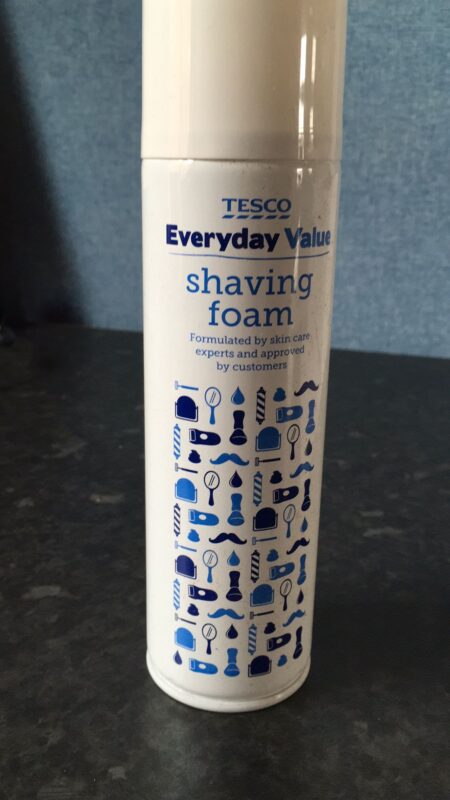 TESCO
Everyday Value
shaving
foam
Formulated by skin care
experts and approved
by customers